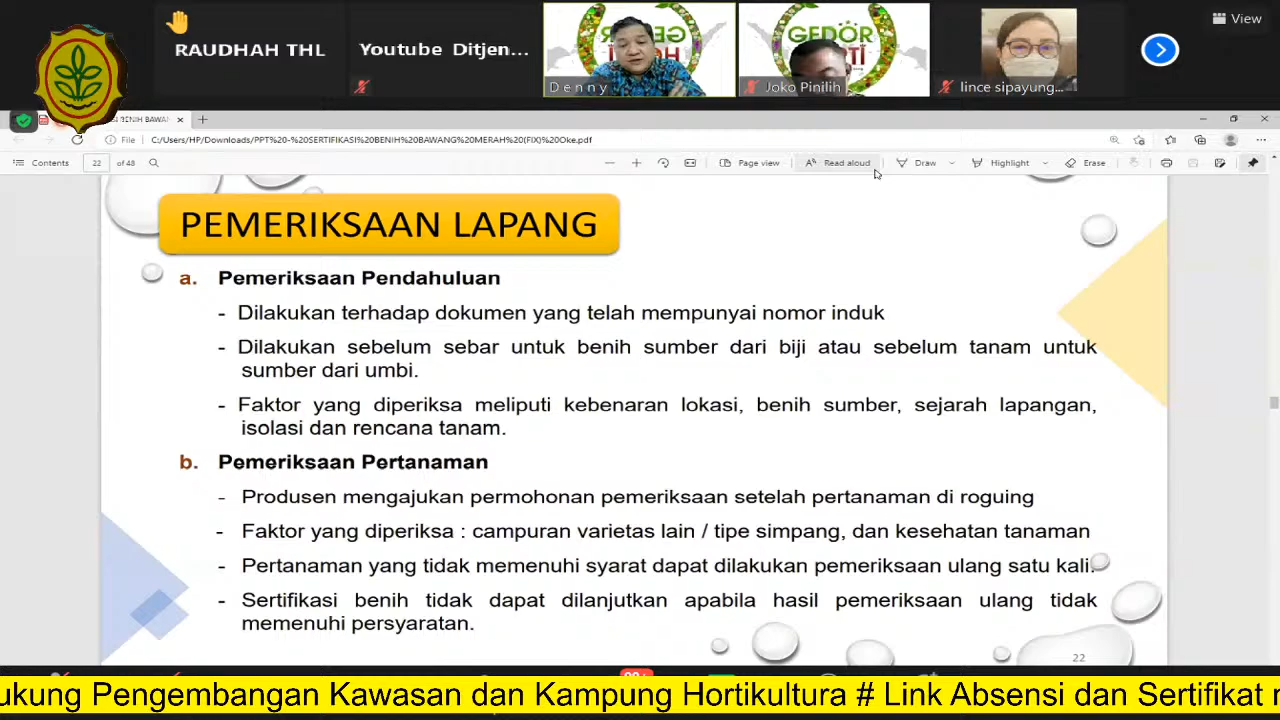 RAUDHAH THL
Youtube Ditjen...
Denny
GEDOR
Joko Pinilih
lince sipayung...
View
SI BENIH BAWAN
File
C:/Users/HP/Downloads/PPT%20-%20SERTIFIKASI%20BENIH%20BAWANG%20MERAH%20(FIX)%20Oke.pdf
Contents
22
of 48
Page view
Read aloud
Draw
Highlight
Erase
PEMERIKSAAN LAPANG
a. Pemeriksaan Pendahuluan
- Dilakukan terhadap dokumen yang telah mempunyai nomor induk
- Dilakukan sebelum sebar untuk benih sumber dari biji atau sebelum tanam untuk
sumber dari umbi.
- Faktor yang diperiksa meliputi kebenaran lokasi, benih sumber, sejarah lapangan,
isolasi dan rencana tanam.
b. Pemeriksaan Pertanaman
- Produsen mengajukan permohonan pemeriksaan setelah pertanaman di roguing
- Faktor yang diperiksa : campuran varietas lain / tipe simpang, dan kesehatan tanaman
- Pertanaman yang tidak memenuhi syarat dapat dilakukan pemeriksaan ulang satu kali.
- Sertifikasi benih tidak dapat dilanjutkan apabila hasil pemeriksaan ulang tidak
memenuhi persyaratan.
22
ukung Pengembangan Kawasan dan Kampung Hortikultura # Link Absensi dan Sertifikat